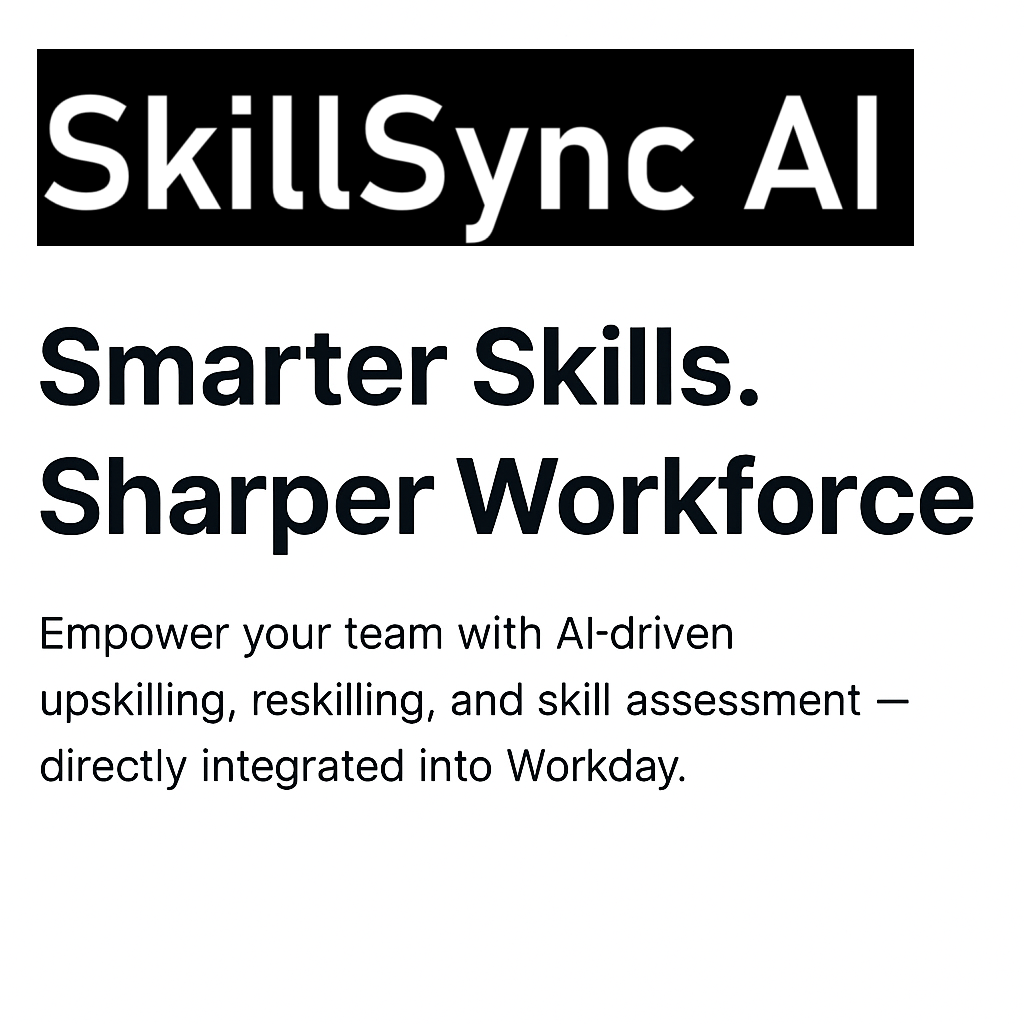 SkillSync AI
Smarter Skills.
Sharper Workforce
Empower your team with AI-driven
upskilling, reskilling, and skill assessment —
directly integrated into Workday.